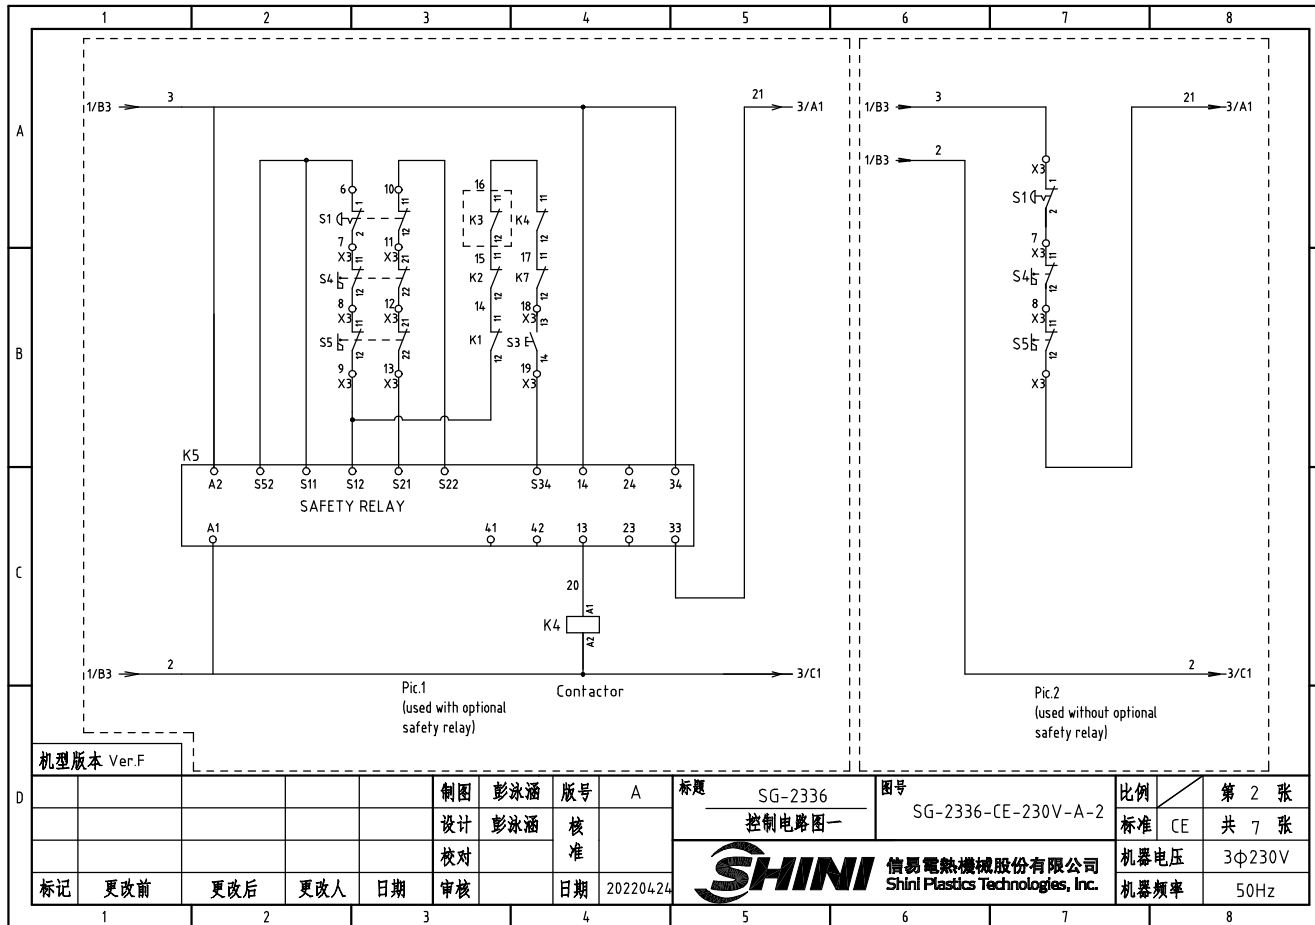 1 2 3 4 5 6 7 8
A
B
C
D
1/B3 3 21 3/A1
6 10 16
S1 1 2 11 12 K3 11 12 K4 11 12
7 X3 11 X3 15 17
S4 11 12 21 22 K2 11 12 K7 11 12
8 X3 12 X3 14 18 X3
S5 11 12 21 22 K1 11 12 S3 13 14
9 X3 13 X3 19 X3
K5
A2 S52 S11 S12 S21 S22 S34 14 24 34
SAFETY RELAY
A1 41 42 13 23 33
20
K4 A1 A2
1/B3 2 3/C1
Pic.1
(used with optional
safety relay)
Contactor
1/B3 3 21 3/A1
1/B3 2
X3
S1 1 2
7
X3
S4 11 12
8
X3
S5 11 12
X3
2 3/C1
Pic.2
(used without optional
safety relay)
机型版本 Ver.F
制图 彭泳涵 版号 A
设计 彭泳涵 核准
校对
标记 更改前 更改后 更改人 日期 审核 日期 20220424
标题 SG-2336
控制电路图一
图号 SG-2336-CE-230V-A-2
比例 第 2 张
标准 CE 共 7 张
机器电压 3Φ230V
机器频率 50Hz
SHINI
信易電熱機械股份有限公司
Shini Plastics Technologies, Inc.
1 2 3 4 5 6 7 8